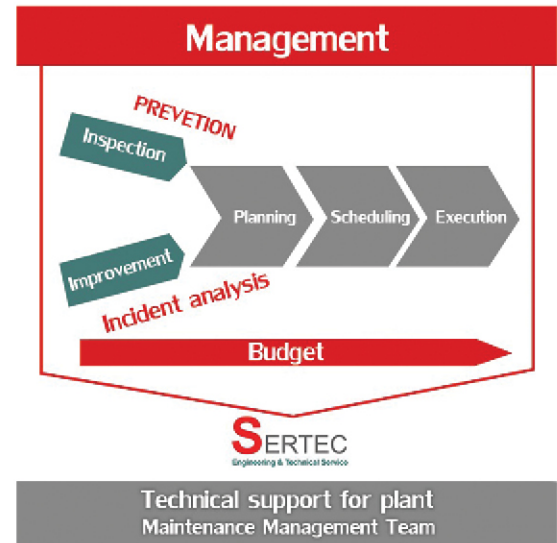 Management
PREVETION
Inspection
Planning
Scheduling
Execution
Improvement
Incident analysis
Budget
SERTEC
Engineering & Technical Service
Technical support for plant
Maintenance Management Team